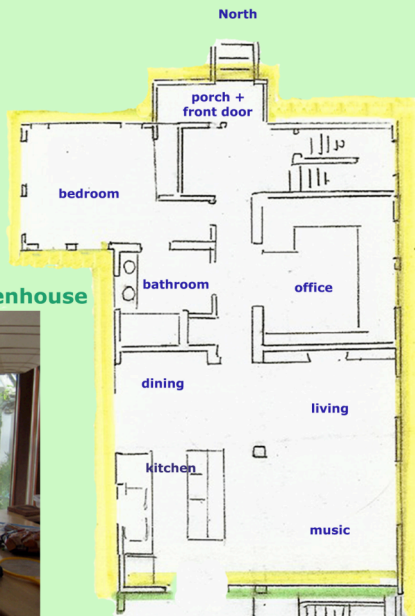 North
porch +
front door
bedroom
bathroom
office
enhouse
dining
living
kitchen
music